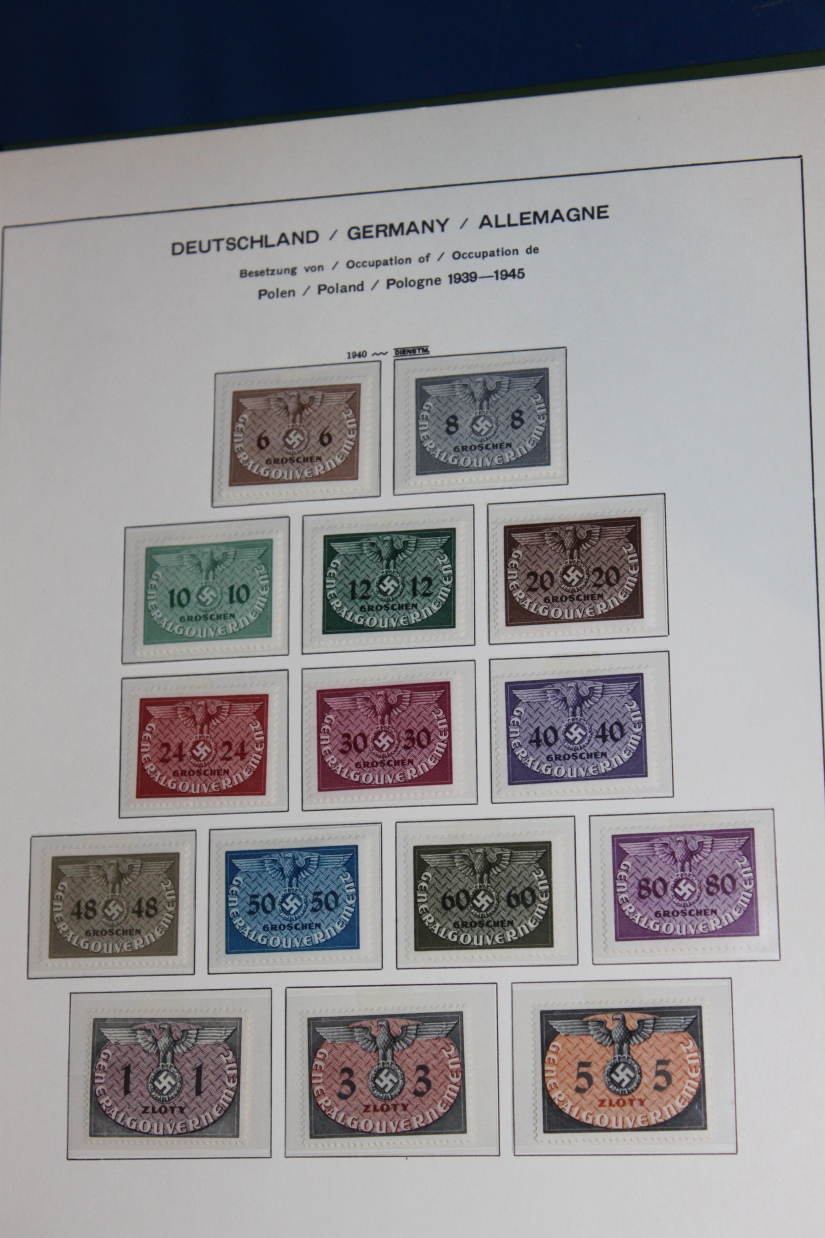 DEUTSCHLAND / GERMANY / ALLEMAGNE
Besetzung von / Occupation of / Occupation de
Polen / Poland / Pologne 1939—1945
1940 DIENSTM.
6 6
GROSCHEN
GENERALGOUVERNEMENT
8 8
GROSCHEN
GENERALGOUVERNEMENT
10 10
GROSCHEN
GENERALGOUVERNEMENT
12 12
GROSCHEN
GENERALGOUVERNEMENT
20 20
GROSCHEN
GENERALGOUVERNEMENT
24 24
GROSCHEN
GENERALGOUVERNEMENT
30 30
GROSCHEN
GENERALGOUVERNEMENT
40 40
GROSCHEN
GENERALGOUVERNEMENT
48 48
GROSCHEN
GENERALGOUVERNEMENT
50 50
GROSCHEN
GENERALGOUVERNEMENT
60 60
GROSCHEN
GENERALGOUVERNEMENT
80 80
GROSCHEN
GENERALGOUVERNEMENT
1 1
ZLOTY
GENERALGOUVERNEMENT
3 3
ZLOTY
GENERALGOUVERNEMENT
5 5
ZLOTY
GENERALGOUVERNEMENT